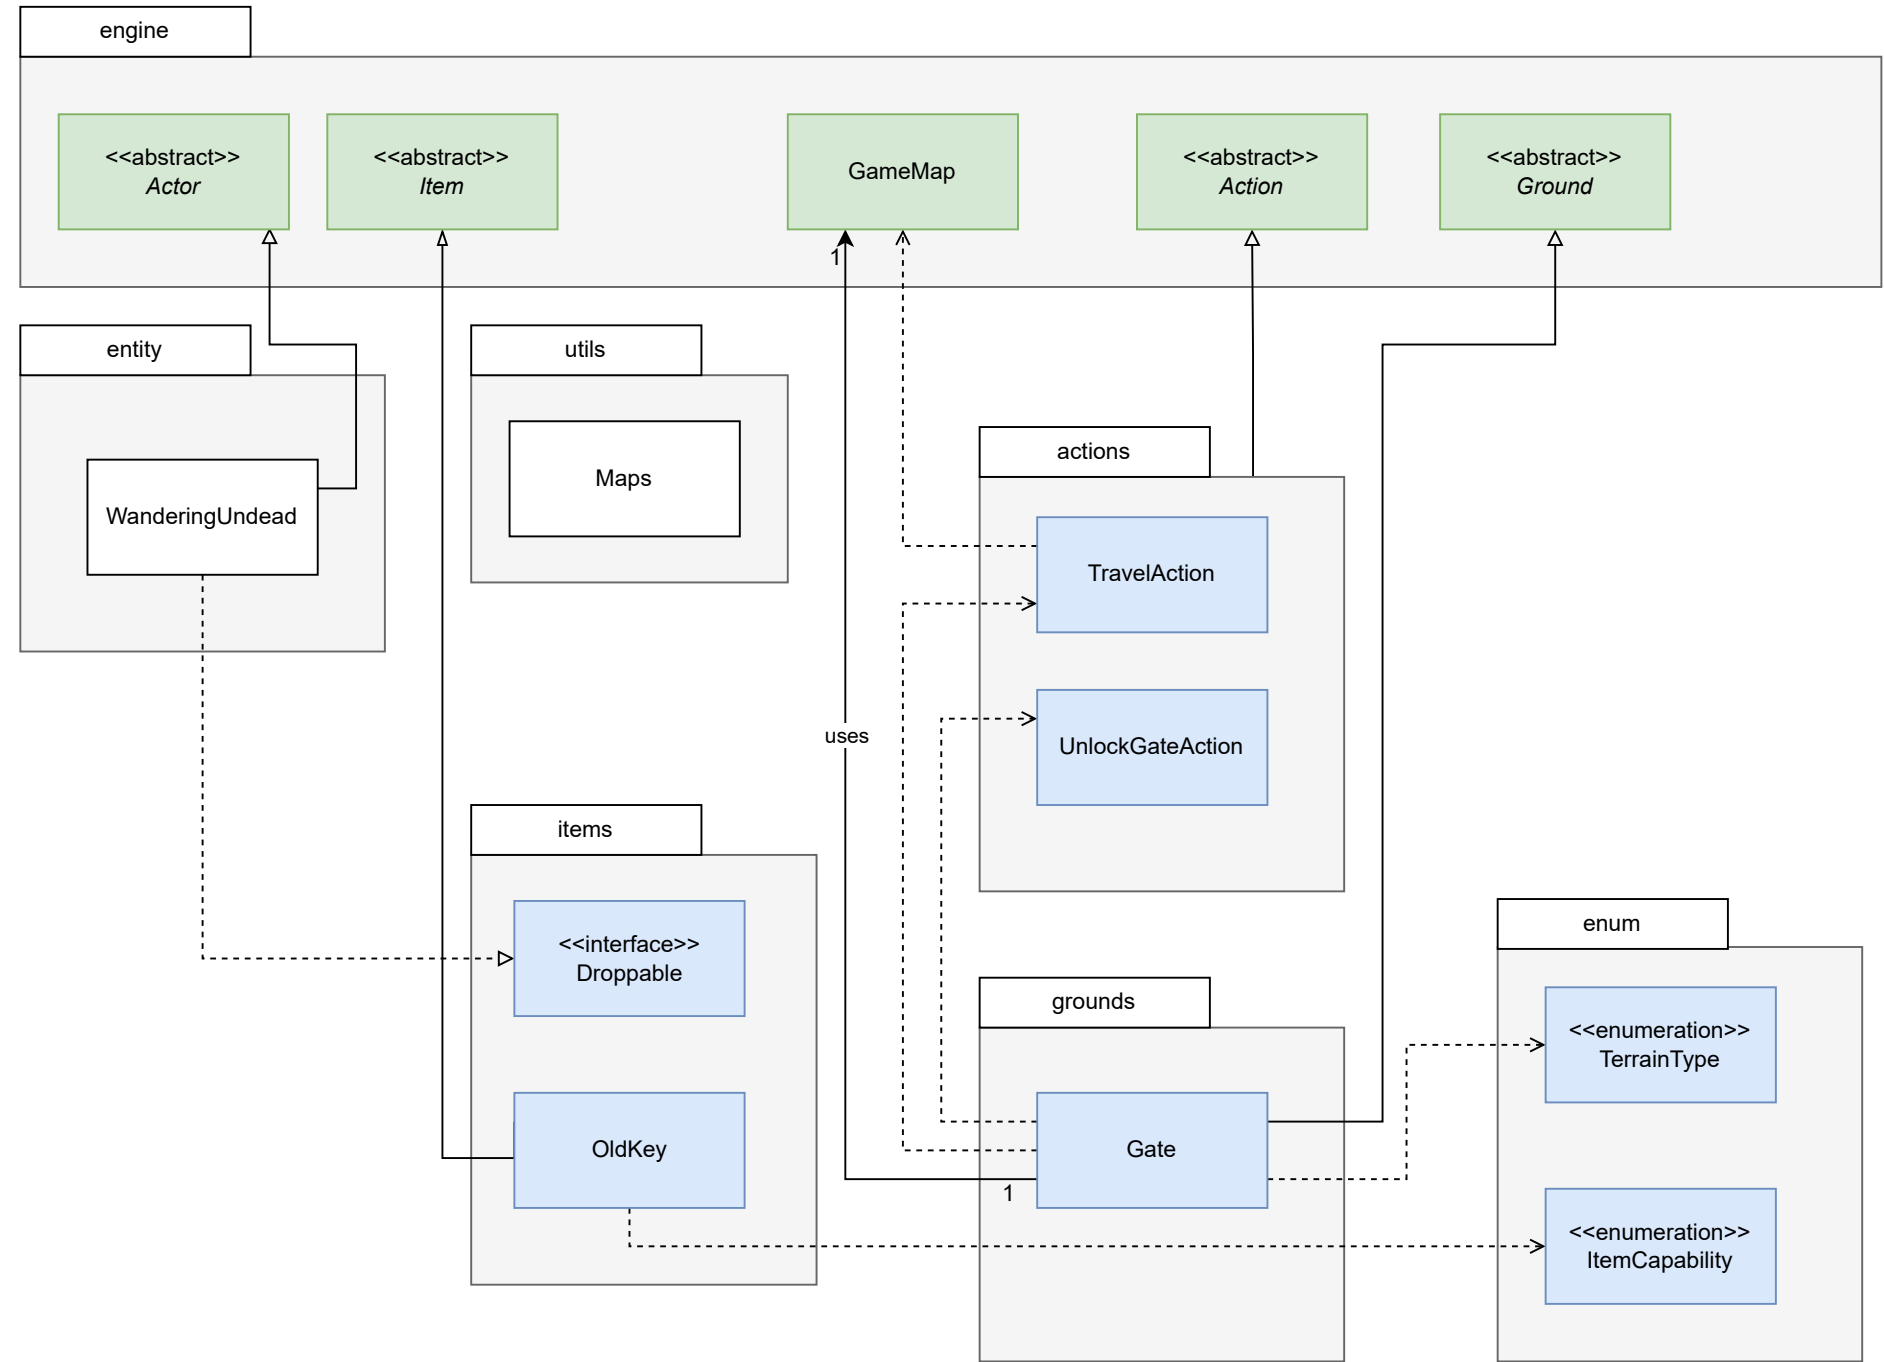 engine
<<abstract>>
Actor
<<abstract>>
Item
GameMap
<<abstract>>
Action
<<abstract>>
Ground
1
entity
WanderingUndead
utils
Maps
actions
TravelAction
UnlockGateAction
uses
items
<<interface>>
Droppable
OldKey
grounds
Gate
1
enum
<<enumeration>>
TerrainType
<<enumeration>>
ItemCapability